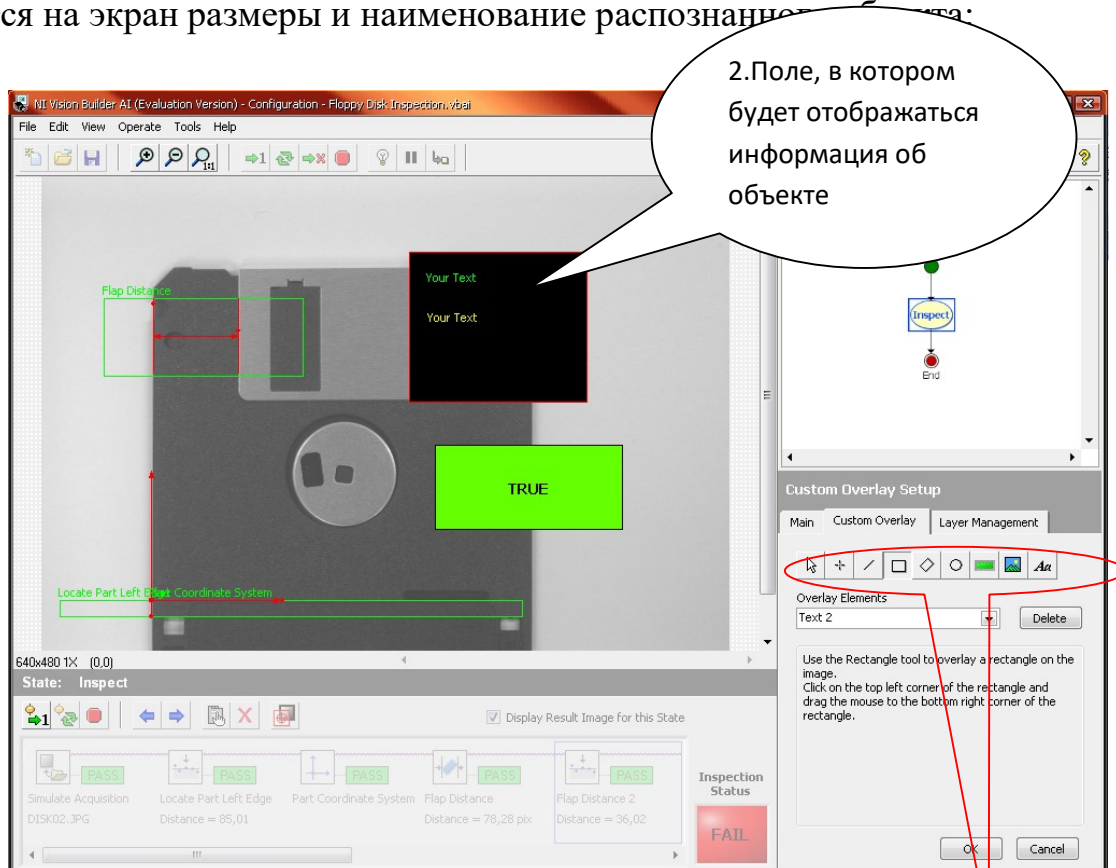 ся на экран размеры и наименование распознанного
2.Поле, в котором
будет отображаться
информация об
объекте
NI Vision Builder AI (Evaluation Version) - Configuration - Floppy Disk Inspection.vbai
File Edit View Operate Tools Help
1:1
1
Your Text
Your Text
Flap Distance
TRUE
Locate Part Left Edge
Coordinate System
Inspect
End
Custom Overlay Setup
Main Custom Overlay Layer Management
Aa
Overlay Elements
Text 2 Delete
Use the Rectangle tool to overlay a rectangle on the
image.
Click on the top left corner of the rectangle and
drag the mouse to the bottom right corner of the
rectangle.
OK Cancel
640x480 1X (0,0)
State: Inspect
1
Display Result Image for this State
PASS PASS PASS PASS PASS
Simulate Acquisition Locate Part Left Edge Part Coordinate System Flap Distance Flap Distance 2
DISK02.JPG Distance = 85,01 Distance = 78,28 pix Distance = 36,02
Inspection
Status
FAIL